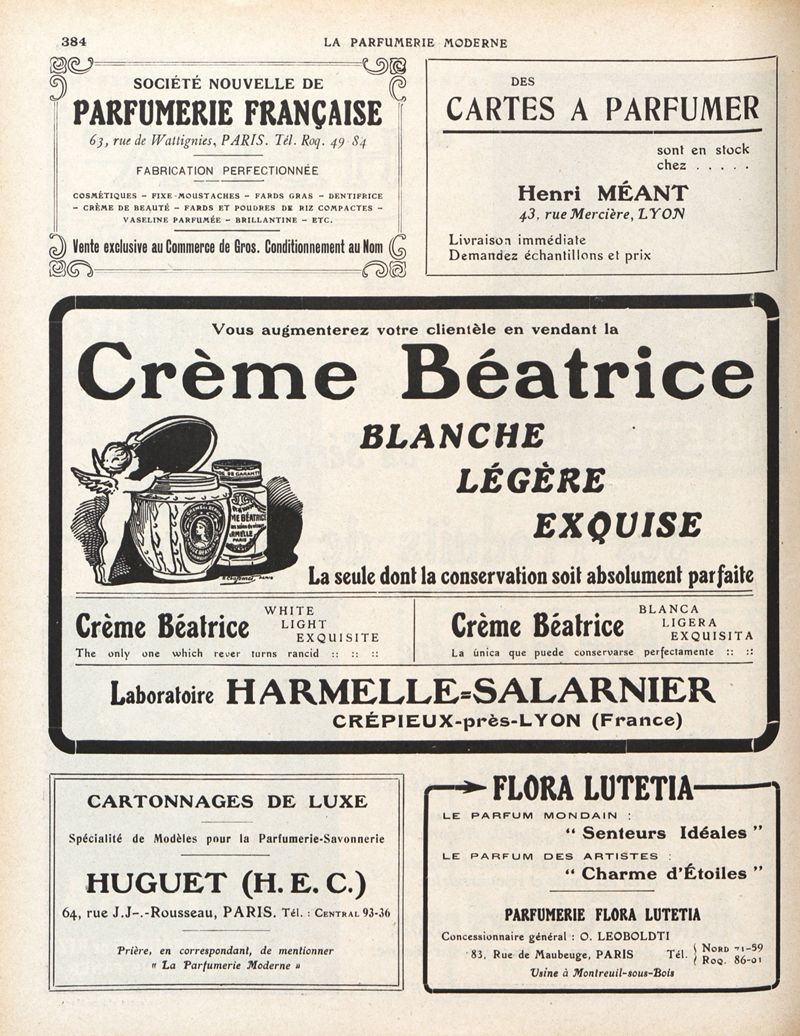 384
LA PARFUMERIE MODERNE
SOCIÉTÉ NOUVELLE DE
PARFUMERIE FRANÇAISE
63, rue de Wattignies, PARIS. Tél. Roq. 49 84
FABRICATION PERFECTIONNÉE
COSMÉTIQUES – FIXE-MOUSTACHES – FARDS GRAS – DENTIFRICE
– CRÈME DE BEAUTÉ – FARDS ET POUDRES DE RIZ COMPACTES –
VASELINE PARFUMÉE – BRILLANTINE – ETC.
Vente exclusive au Commerce de Gros. Conditionnement au Nom
DES
CARTES A PARFUMER
sont en stock
chez . . . . .
Henri MÉANT
43, rue Mercière, LYON
Livraison immédiate
Demandez échantillons et prix
Vous augmenterez votre clientèle en vendant la
Crème Béatrice
BLANCHE
LÉGÈRE
EXQUISE
DE GARANTI
ME BÉATRICE
RMELLE
PARIS
La seule dont la conservation soit absolument parfaite
Crème Béatrice
WHITE
LIGHT
EXQUISITE
The only one which rever turns rancid :: :: ::
Crème Béatrice
BLANCA
LIGERA
EXQUISITA
La única que puede conservarse perfectamente :: ::
Laboratoire HARMELLE=SALARNIER
CRÉPIEUX-près-LYON (France)
CARTONNAGES DE LUXE
Spécialité de Modèles pour la Parfumerie-Savonnerie
HUGUET (H. E. C.)
64, rue J.J-.-Rousseau, PARIS. Tél. : CENTRAL 93-36
Prière, en correspondant, de mentionner
" La Parfumerie Moderne "
FLORA LUTETIA
LE PARFUM MONDAIN :
" Senteurs Idéales "
LE PARFUM DES ARTISTES :
" Charme d'Étoiles "
PARFUMERIE FLORA LUTETIA
Concessionnaire général : O. LEOBOLDTI
83, Rue de Maubeuge, PARIS Tél. { NORD 71-59
{ ROQ. 86-01
Usine à Montreuil-sous-Bois